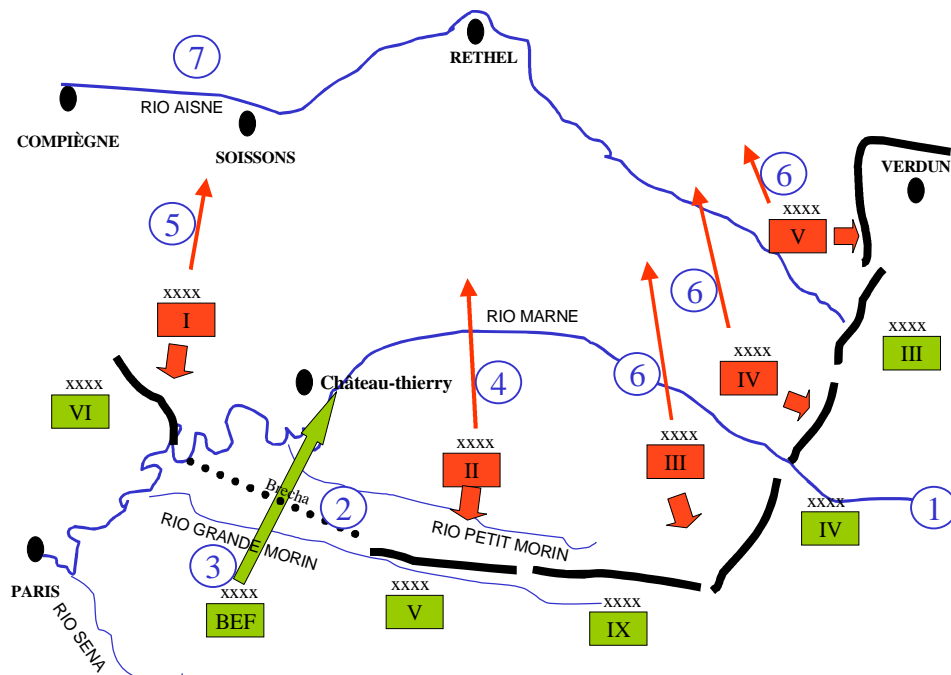 7
RETHEL
RIO AISNE
COMPIÈGNE
SOISSONS
VERDUN
6
xxxx
V
5
xxxx
I
6
RIO MARNE
xxxx
III
xxxx
IV
4
6
Château-thierry
xxxx
VI
xxxx
II
xxxx
III
Brecha
2
1
xxxx
IV
RIO GRANDE MORIN
RIO PETIT MORIN
3
PARIS
xxxx
BEF
xxxx
V
xxxx
IX
RIO SENA